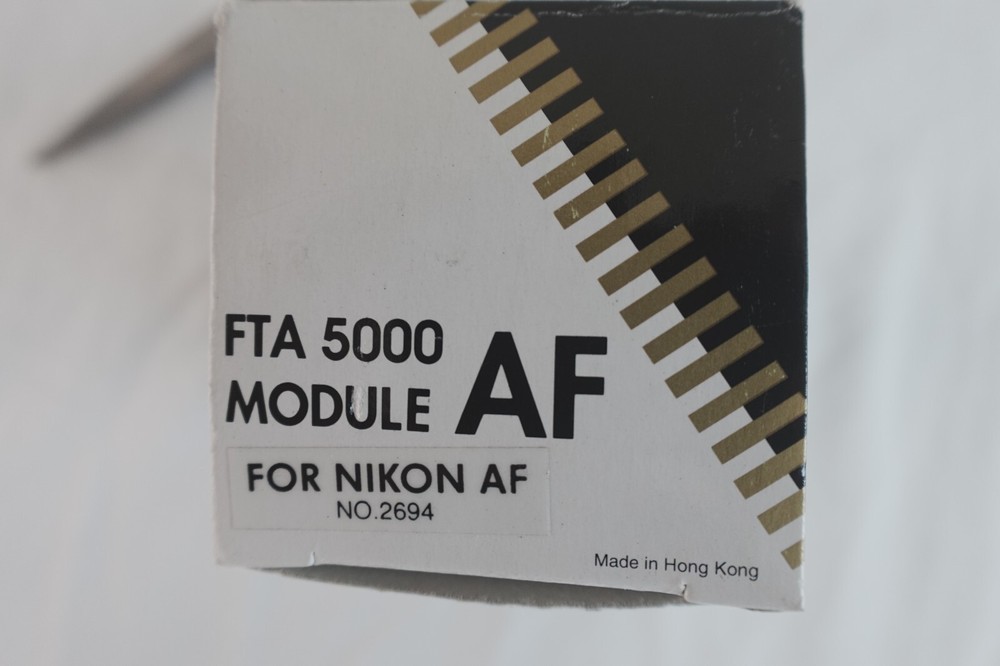 FTA 5000
MODULE AF
FOR NIKON AF
NO.2694
Made in Hong Kong